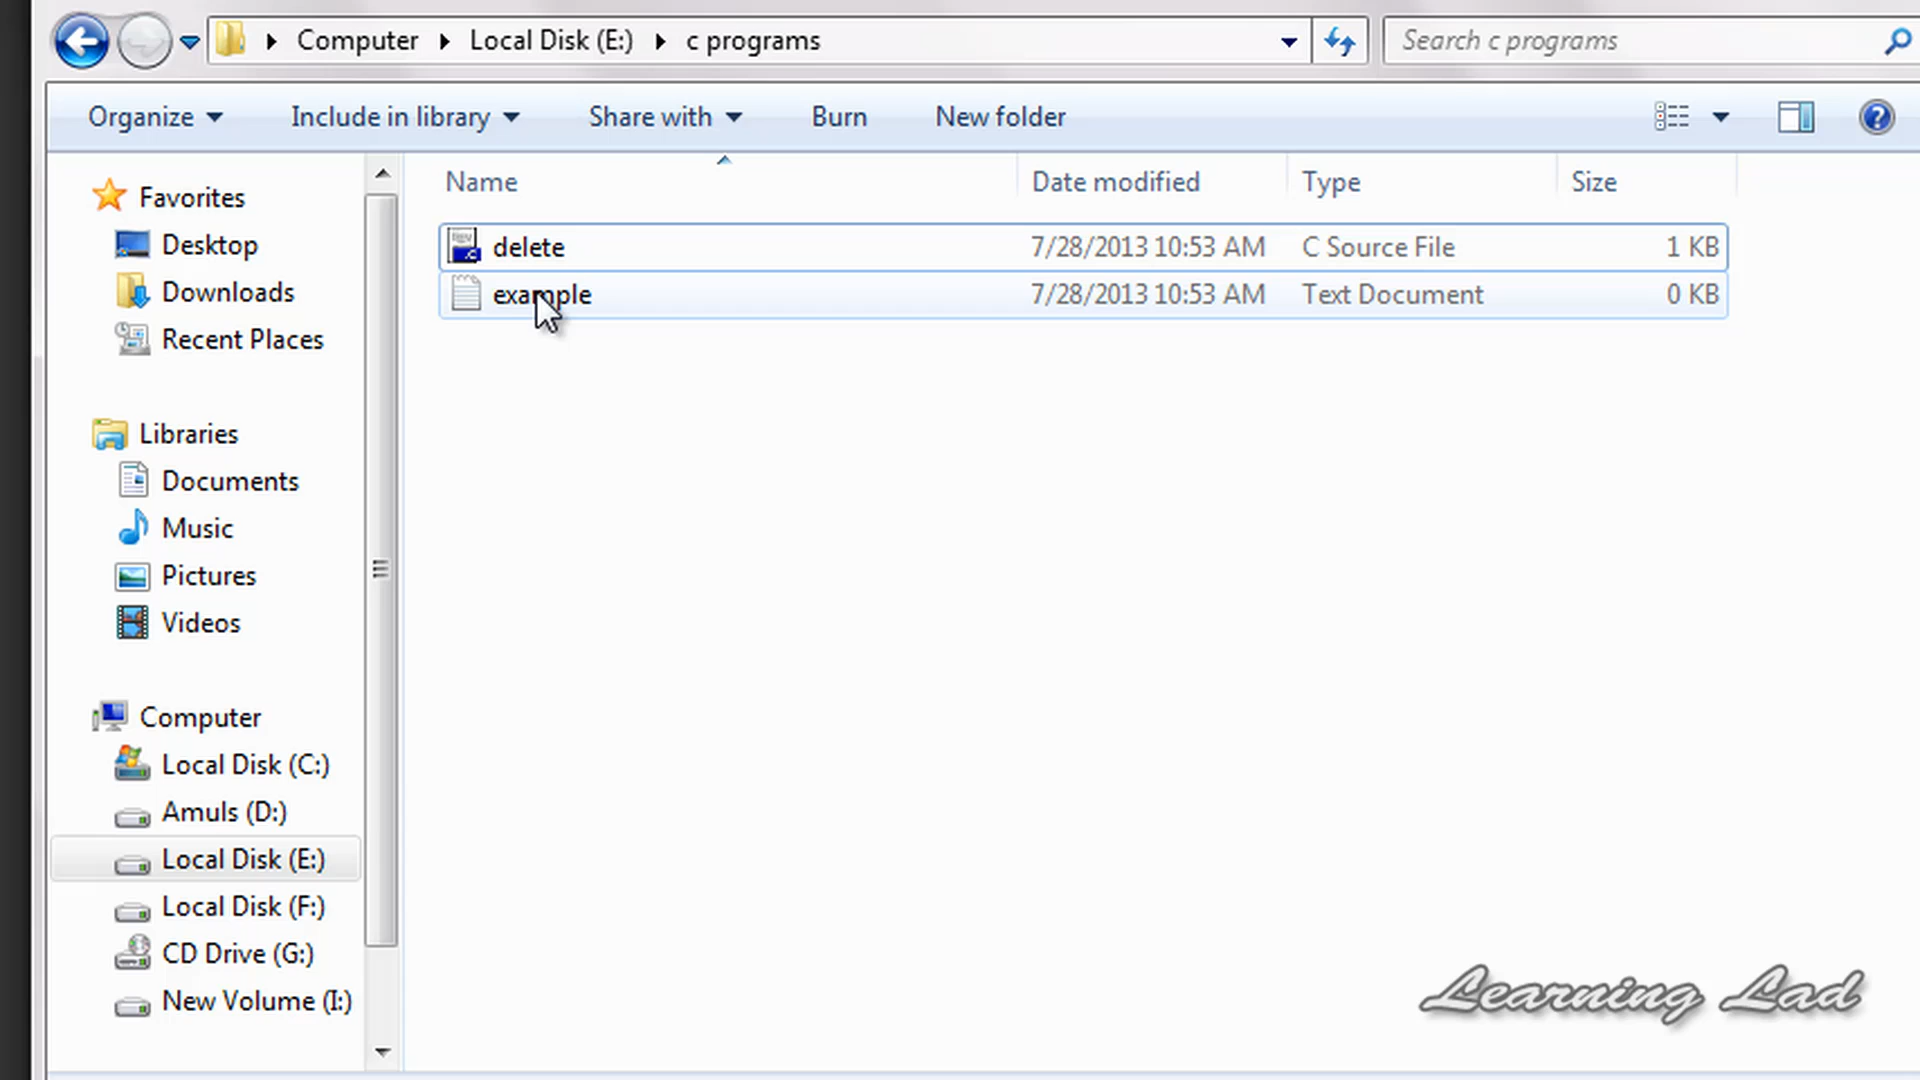 Computer Local Disk (E:) c programs Search c programs
Organize Include in library Share with Burn New folder
Name Date modified Type Size
delete 7/28/2013 10:53 AM C Source File 1 KB
example 7/28/2013 10:53 AM Text Document 0 KB
Favorites
Desktop
Downloads
Recent Places
Libraries
Documents
Music
Pictures
Videos
Computer
Local Disk (C:)
Amuls (D:)
Local Disk (E:)
Local Disk (F:)
CD Drive (G:)
New Volume (I:)
Learning Lad